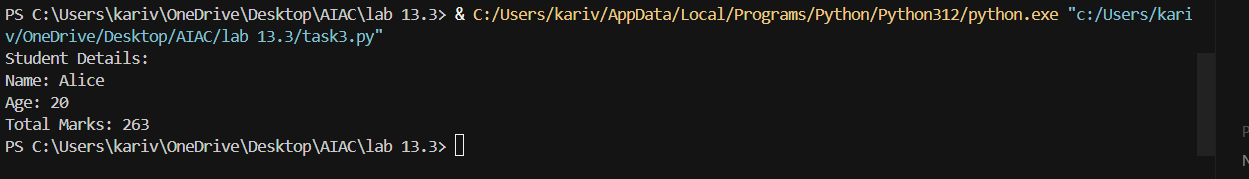 PS C:\Users\kariv\OneDrive\Desktop\AIAC\lab 13.3> & C:/Users/kariv/AppData/Local/Programs/Python/Python312/python.exe "c:/Users/kari
v/OneDrive/Desktop/AIAC/lab 13.3/task3.py"
Student Details:
Name: Alice
Age: 20
Total Marks: 263
PS C:\Users\kariv\OneDrive\Desktop\AIAC\lab 13.3>